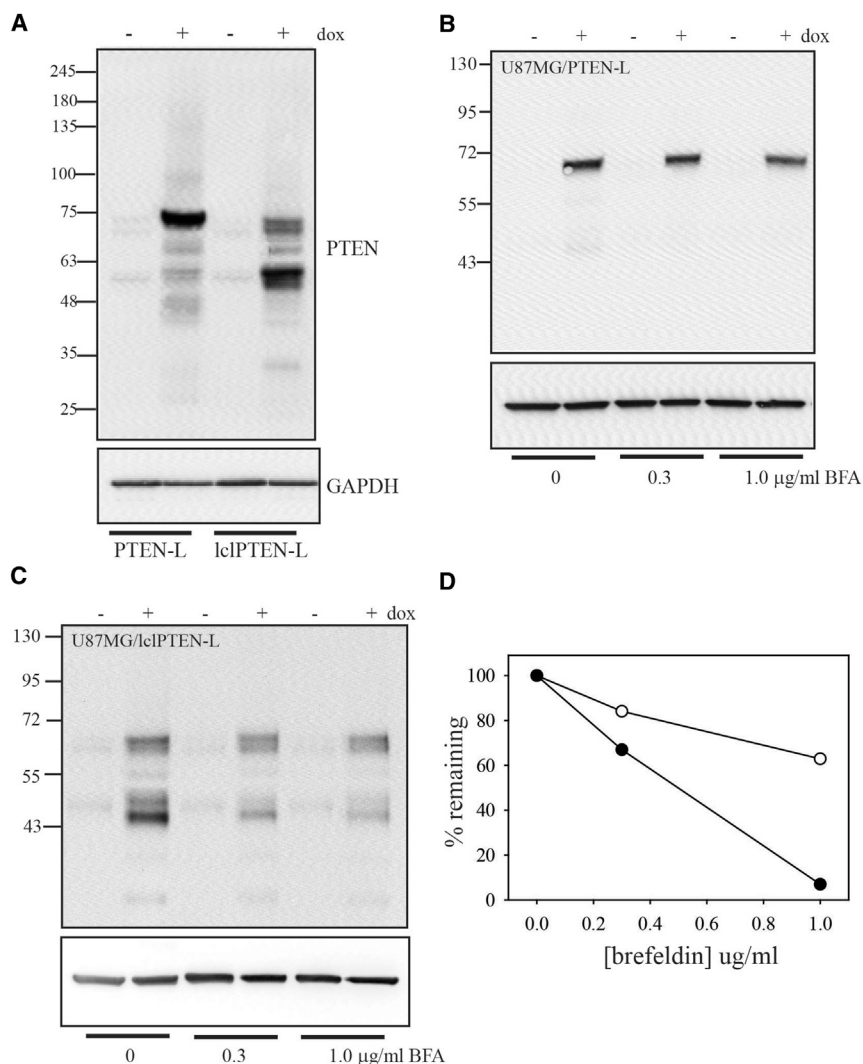 A
- + - + dox
245
180
135
100
75
63
48
35
25
PTEN
GAPDH
PTEN-L lclPTEN-L
B
- + - + - + dox
U87MG/PTEN-L
130
95
72
55
43
0 0.3 1.0 µg/ml BFA
C
- + - + - + dox
U87MG/lclPTEN-L
130
95
72
55
43
0 0.3 1.0 µg/ml BFA
D
100
80
60
40
20
0
% remaining
0.0 0.2 0.4 0.6 0.8 1.0
[brefeldin] ug/ml